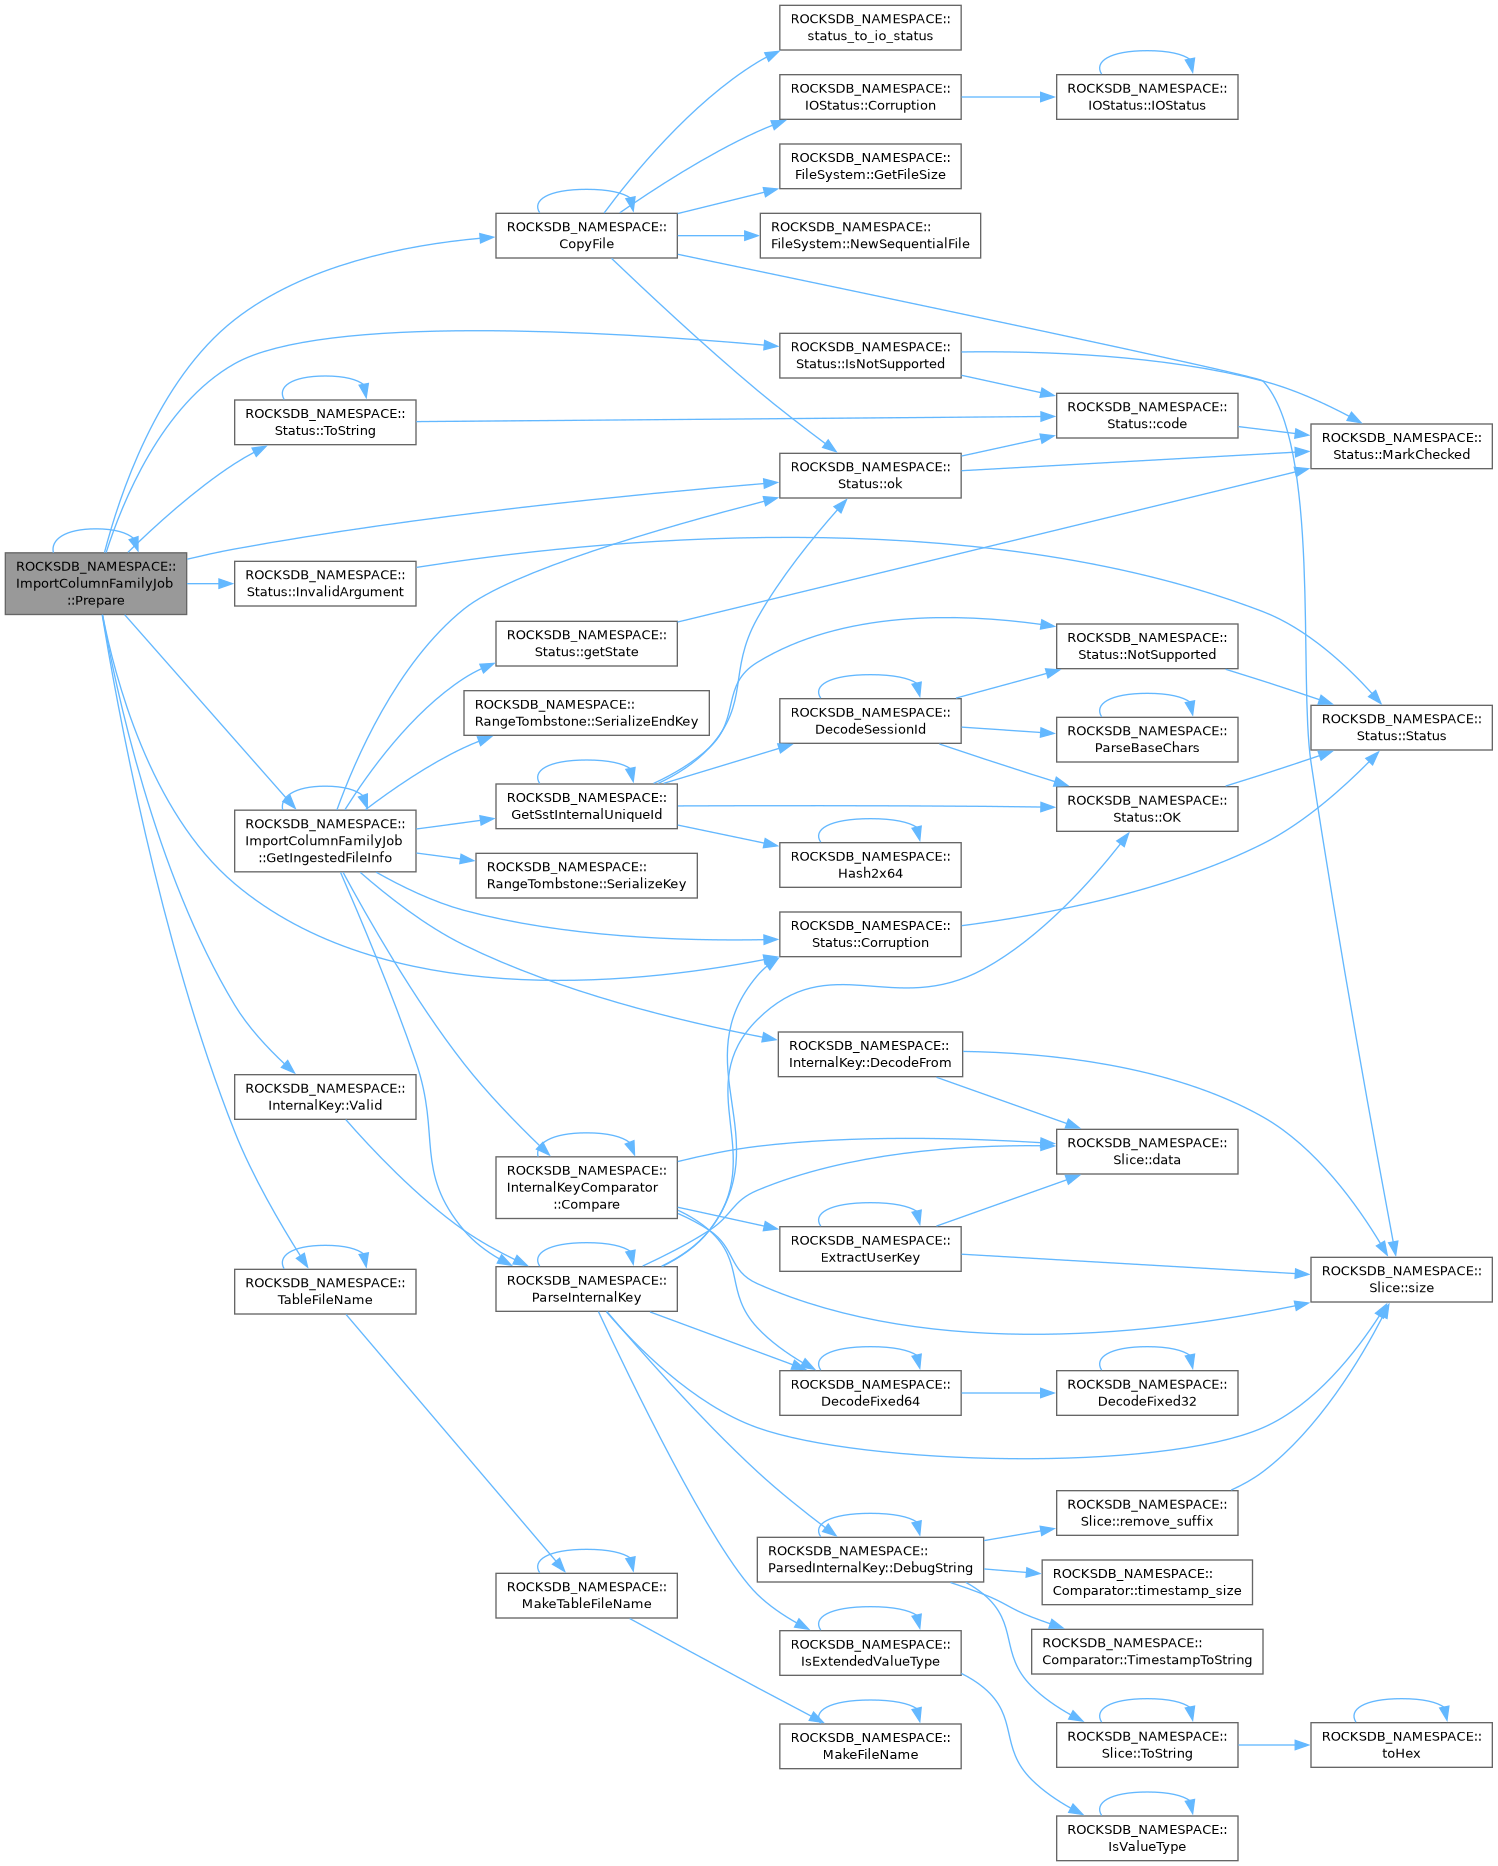 ROCKSDB_NAMESPACE::
status_to_io_status
ROCKSDB_NAMESPACE::
IOStatus::Corruption
ROCKSDB_NAMESPACE::
IOStatus::IOStatus
ROCKSDB_NAMESPACE::
FileSystem::GetFileSize
ROCKSDB_NAMESPACE::
CopyFile
ROCKSDB_NAMESPACE::
FileSystem::NewSequentialFile
ROCKSDB_NAMESPACE::
Status::IsNotSupported
ROCKSDB_NAMESPACE::
Status::ToString
ROCKSDB_NAMESPACE::
Status::code
ROCKSDB_NAMESPACE::
Status::MarkChecked
ROCKSDB_NAMESPACE::
Status::ok
ROCKSDB_NAMESPACE::
ImportColumnFamilyJob
::Prepare
ROCKSDB_NAMESPACE::
Status::InvalidArgument
ROCKSDB_NAMESPACE::
Status::getState
ROCKSDB_NAMESPACE::
Status::NotSupported
ROCKSDB_NAMESPACE::
RangeTombstone::SerializeEndKey
ROCKSDB_NAMESPACE::
DecodeSessionId
ROCKSDB_NAMESPACE::
ParseBaseChars
ROCKSDB_NAMESPACE::
Status::Status
ROCKSDB_NAMESPACE::
GetSstInternalUniqueId
ROCKSDB_NAMESPACE::
Status::OK
ROCKSDB_NAMESPACE::
ImportColumnFamilyJob
::GetIngestedFileInfo
ROCKSDB_NAMESPACE::
Hash2x64
ROCKSDB_NAMESPACE::
RangeTombstone::SerializeKey
ROCKSDB_NAMESPACE::
Status::Corruption
ROCKSDB_NAMESPACE::
InternalKey::DecodeFrom
ROCKSDB_NAMESPACE::
InternalKey::Valid
ROCKSDB_NAMESPACE::
Slice::data
ROCKSDB_NAMESPACE::
InternalKeyComparator
::Compare
ROCKSDB_NAMESPACE::
ExtractUserKey
ROCKSDB_NAMESPACE::
Slice::size
ROCKSDB_NAMESPACE::
TableFileName
ROCKSDB_NAMESPACE::
ParseInternalKey
ROCKSDB_NAMESPACE::
DecodeFixed64
ROCKSDB_NAMESPACE::
DecodeFixed32
ROCKSDB_NAMESPACE::
Slice::remove_suffix
ROCKSDB_NAMESPACE::
ParsedInternalKey::DebugString
ROCKSDB_NAMESPACE::
Comparator::timestamp_size
ROCKSDB_NAMESPACE::
MakeTableFileName
ROCKSDB_NAMESPACE::
Comparator::TimestampToString
ROCKSDB_NAMESPACE::
IsExtendedValueType
ROCKSDB_NAMESPACE::
MakeFileName
ROCKSDB_NAMESPACE::
Slice::ToString
ROCKSDB_NAMESPACE::
toHex
ROCKSDB_NAMESPACE::
IsValueType